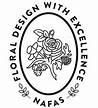 FLORAL DESIGN WITH EXCELLENCE
NAFAS